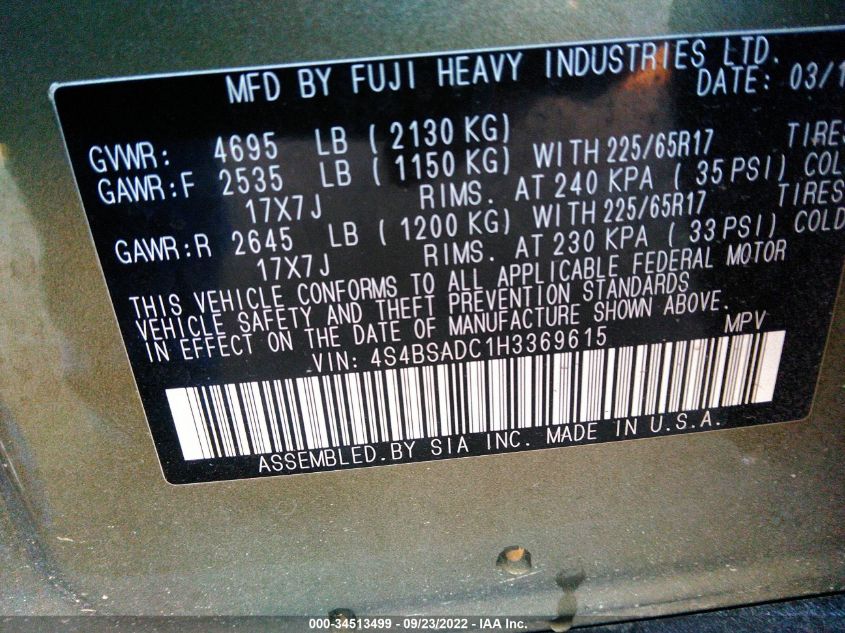 MFD BY FUJI HEAVY INDUSTRIES LTD.
DATE: 03/1
GVWR: 4695 LB ( 2130 KG)
GAWR:F 2535 LB ( 1150 KG) WITH 225/65R17 TIRES
17X7J RIMS. AT 240 KPA ( 35 PSI) COL
GAWR:R 2645 LB ( 1200 KG) WITH 225/65R17 TIRES
17X7J RIMS. AT 230 KPA ( 33 PSI) COLD
THIS VEHICLE CONFORMS TO ALL APPLICABLE FEDERAL MOTOR
VEHICLE SAFETY AND THEFT PREVENTION STANDARDS
IN EFFECT ON THE DATE OF MANUFACTURE SHOWN ABOVE.
VIN: 4S4BSADC1H3369615 MPV
ASSEMBLED.BY SIA INC. MADE IN U.S.A.
000-34513499 - 09/23/2022 - IAA Inc.